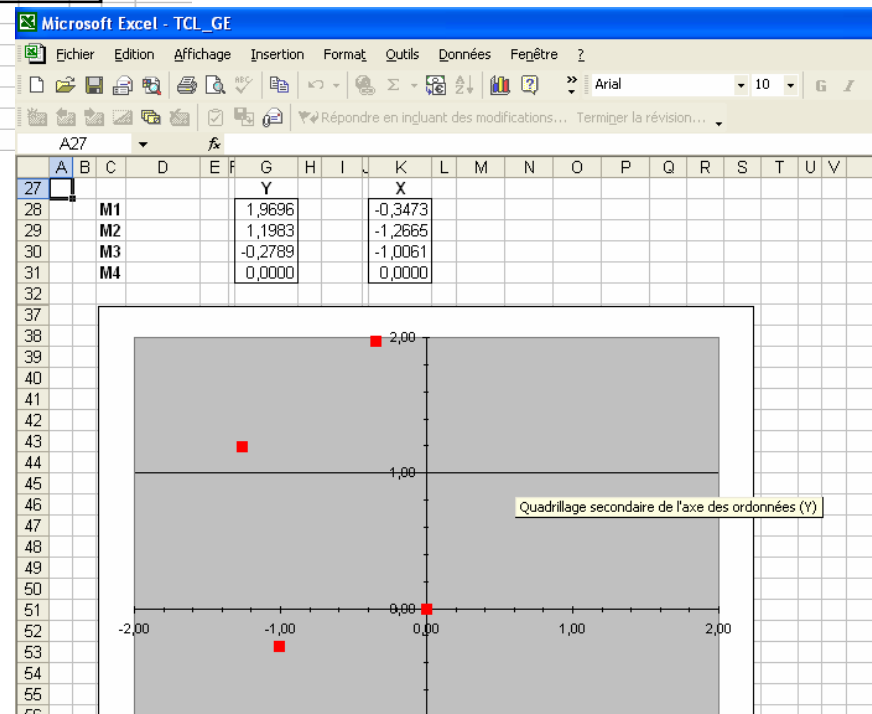 Microsoft Excel - TCL_GE
Fichier Edition Affichage Insertion Format Outils Données Fenêtre ?
Arial 10 G I
Répondre en incluant des modifications... Terminer la révision...
A27 fx
A B C D E F G H I J K L M N O P Q R S T U V
27 Y X
28 M1 1,9696 -0,3473
29 M2 1,1983 -1,2665
30 M3 -0,2789 -1,0061
31 M4 0,0000 0,0000
32
37
38 2,00
39
40
41
42
43
44 1,00
45
46 Quadrillage secondaire de l'axe des ordonnées (Y)
47
48
49
50
51 0,00
52 -2,00 -1,00 0,00 1,00 2,00
53
54
55
56